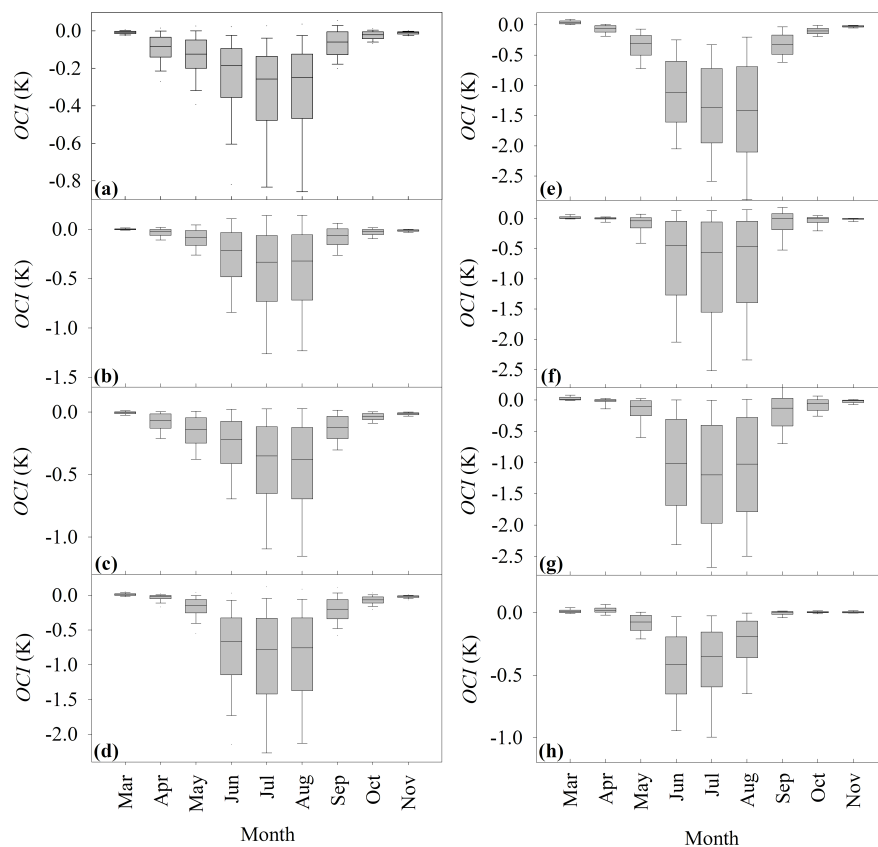 0.0
-0.2
-0.4
-0.6
-0.8
OCI (K)
(a)
0.0
-0.5
-1.0
-1.5
OCI (K)
(b)
0.0
-0.5
-1.0
OCI (K)
(c)
0.0
-0.5
-1.0
-1.5
-2.0
OCI (K)
(d)
Mar Apr May Jun Jul Aug Sep Oct Nov
Month
0.0
-0.5
-1.0
-1.5
-2.0
-2.5
OCI (K)
(e)
0.0
-0.5
-1.0
-1.5
-2.0
-2.5
OCI (K)
(f)
0.0
-0.5
-1.0
-1.5
-2.0
-2.5
OCI (K)
(g)
0.0
-0.5
-1.0
OCI (K)
(h)
Mar Apr May Jun Jul Aug Sep Oct Nov
Month